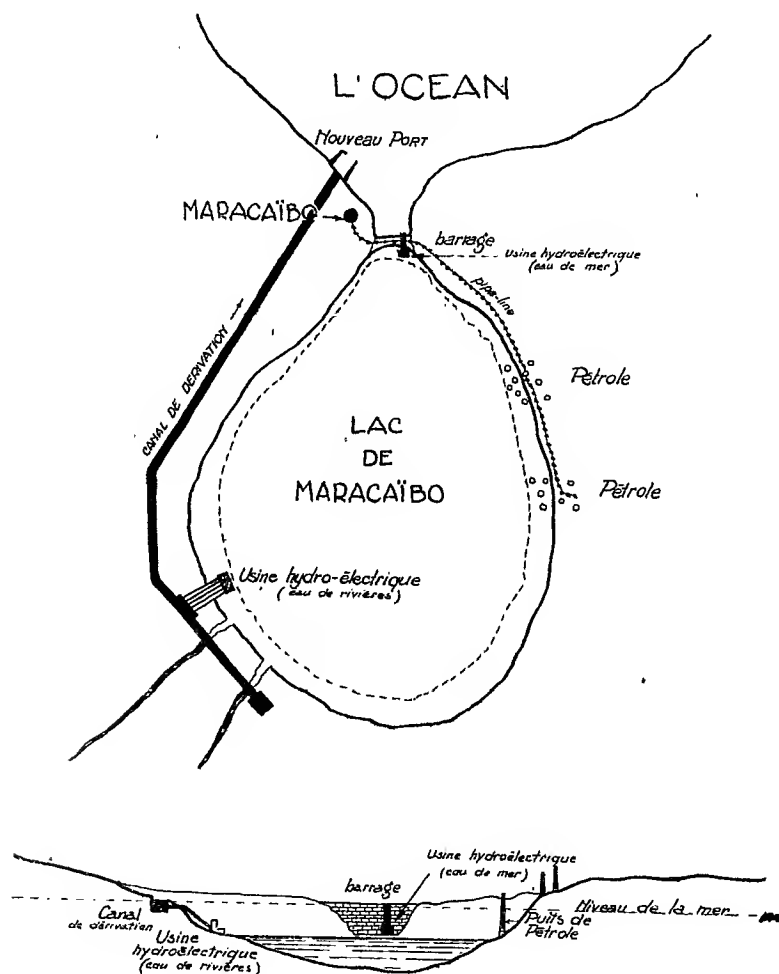 L'OCEAN
NOUVEAU PORT
MARACAÏBO
barrage
Usine hydroélectrique
(eau de mer)
pipe-line
CANAL DE DERIVATION
Pétrole
LAC
DE
MARACAÏBO
Pétrole
Usine hydro-électrique
(eau de rivières)
Usine hydroélectrique
(eau de mer)
barrage
Niveau de la mer
Canal
de dérivation
Puits de
Pétrole
Usine
hydroélectrique
(eau de rivières)